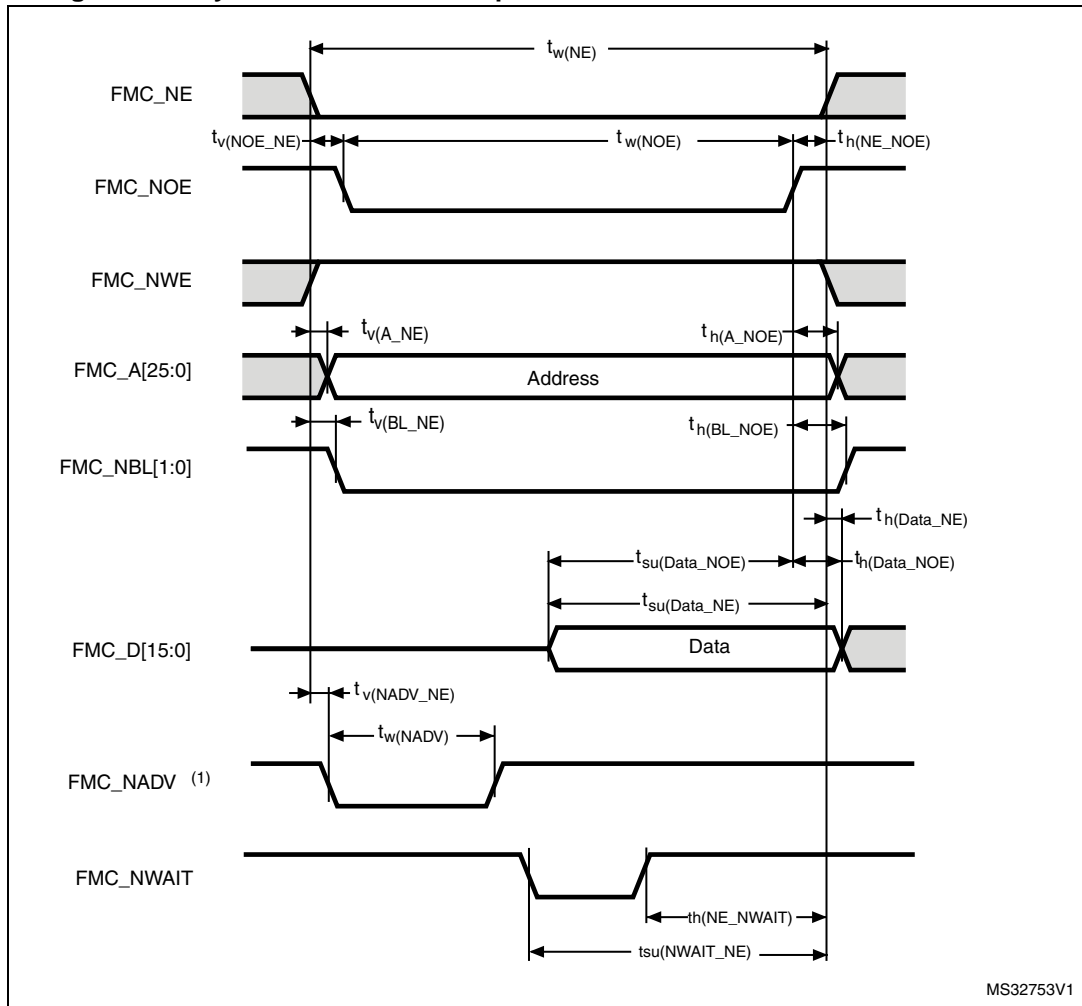 tw(NE)
FMC_NE
tv(NOE_NE)
tw(NOE)
th(NE_NOE)
FMC_NOE
FMC_NWE
tv(A_NE)
th(A_NOE)
FMC_A[25:0]
Address
tv(BL_NE)
th(BL_NOE)
FMC_NBL[1:0]
th(Data_NE)
tsu(Data_NOE)
th(Data_NOE)
tsu(Data_NE)
FMC_D[15:0]
Data
tv(NADV_NE)
tw(NADV)
FMC_NADV (1)
FMC_NWAIT
th(NE_NWAIT)
tsu(NWAIT_NE)
MS32753V1